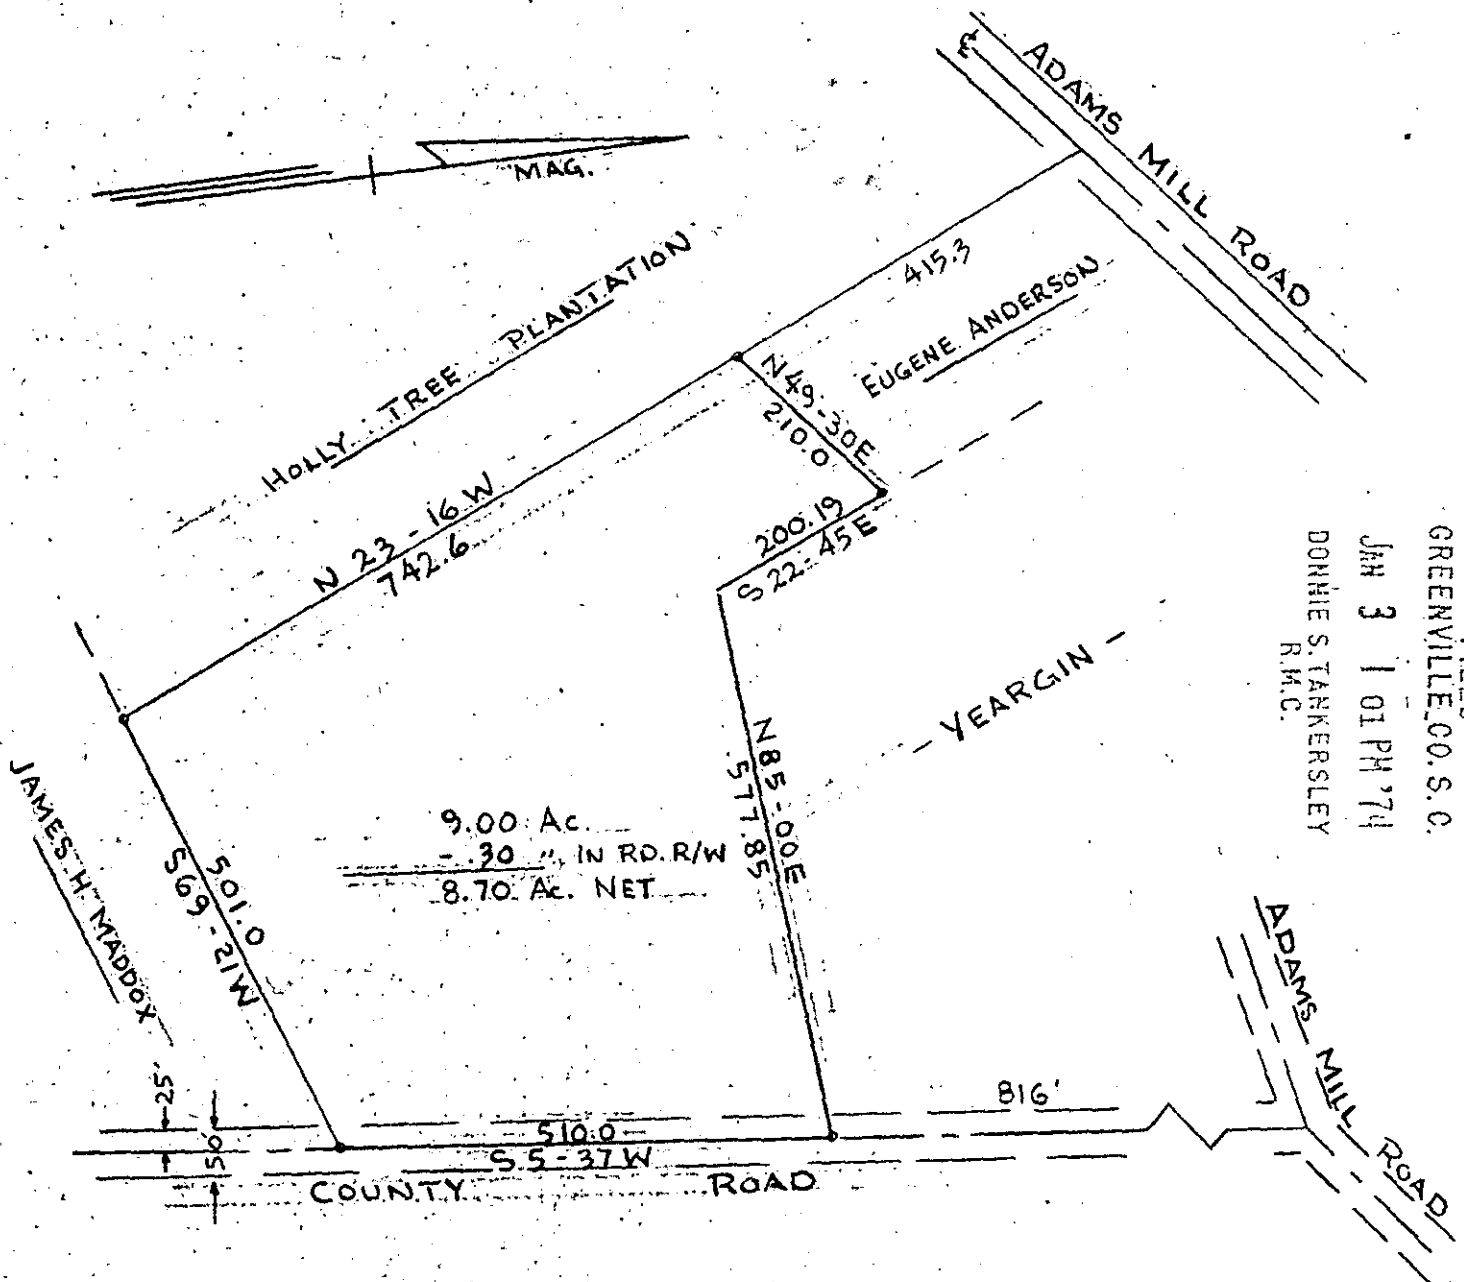 ADAMS MILL ROAD
MAG.
415.3
HOLLY TREE PLANTATION
EUGENE ANDERSON
N 49-30E
210.0
N 23-16 W
742.6
200.19
S 22-45E
GREENVILLE CO. S.C.
JAN 3 1 01 PM '74
DONNIE S. TANKERSLEY
R.M.C.
YEARGIN
N 85-00E
577.85
9.00 Ac.
- .30 " IN RD. R/W
8.70 Ac. NET
JAMES H. MADDOX
501.0
S69-21W
ADAMS MILL ROAD
25'
50'
816'
510.0
S 5-37 W
COUNTY ROAD